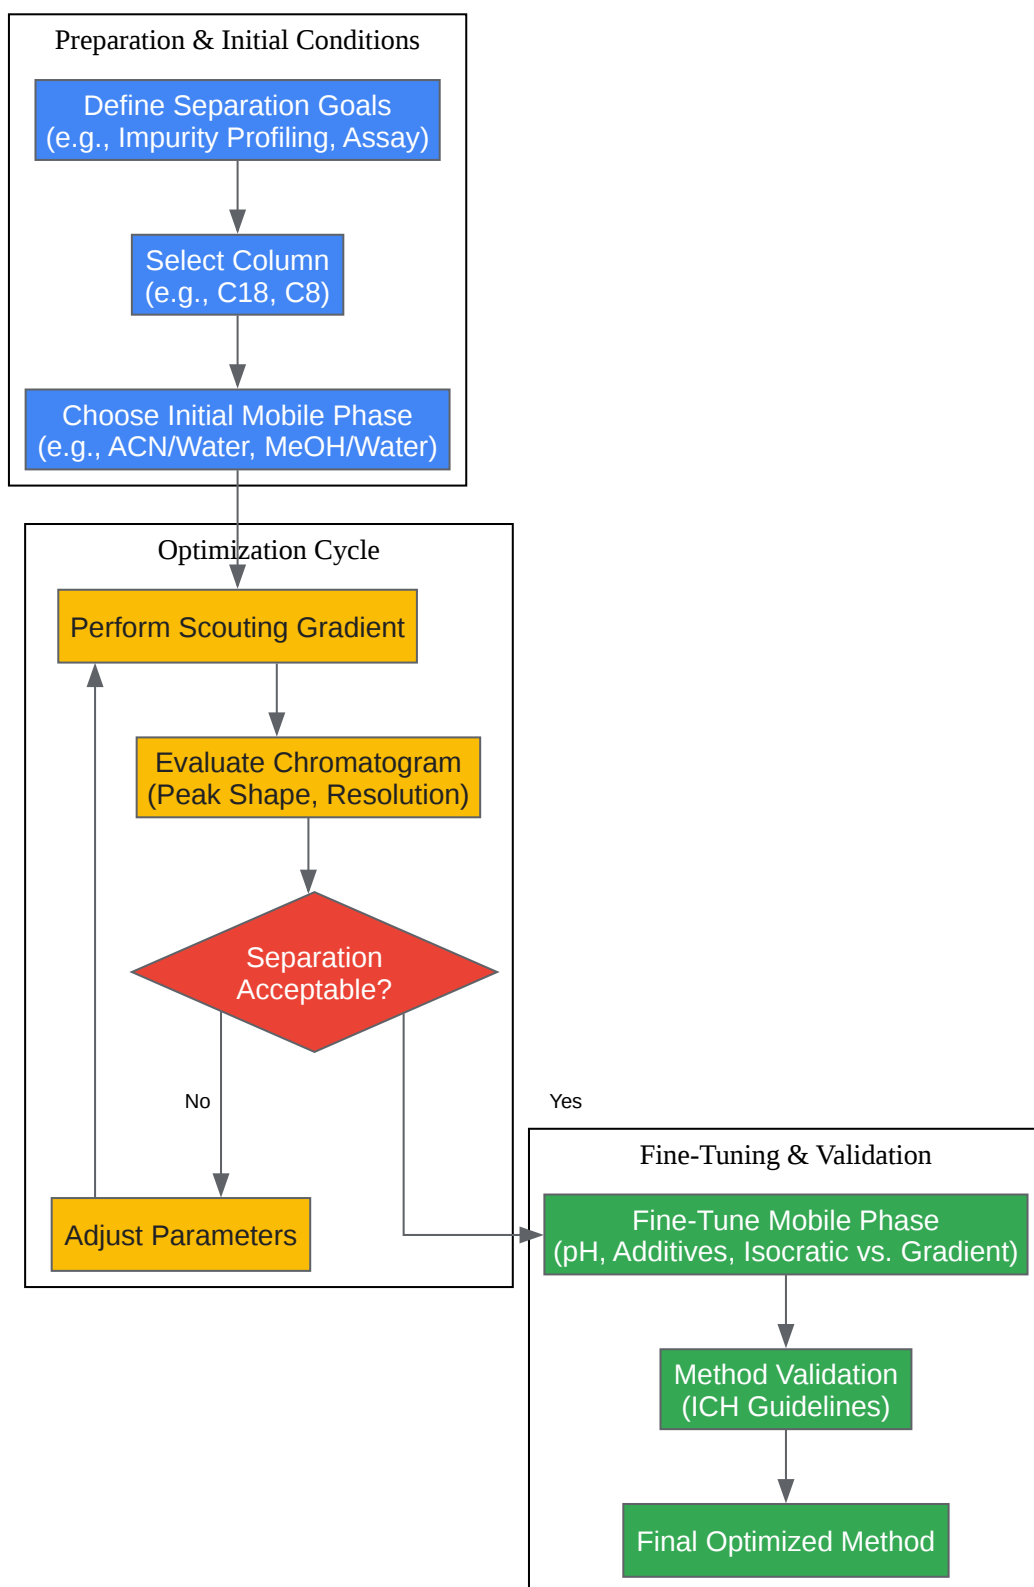 Preparation & Initial Conditions
Define Separation Goals
(e.g., Impurity Profiling, Assay)
Select Column
(e.g., C18, C8)
Choose Initial Mobile Phase
(e.g., ACN/Water, MeOH/Water)
Optimization Cycle
Perform Scouting Gradient
Evaluate Chromatogram
(Peak Shape, Resolution)
Separation
Acceptable?
No
Yes
Adjust Parameters
Fine-Tuning & Validation
Fine-Tune Mobile Phase
(pH, Additives, Isocratic vs. Gradient)
Method Validation
(ICH Guidelines)
Final Optimized Method